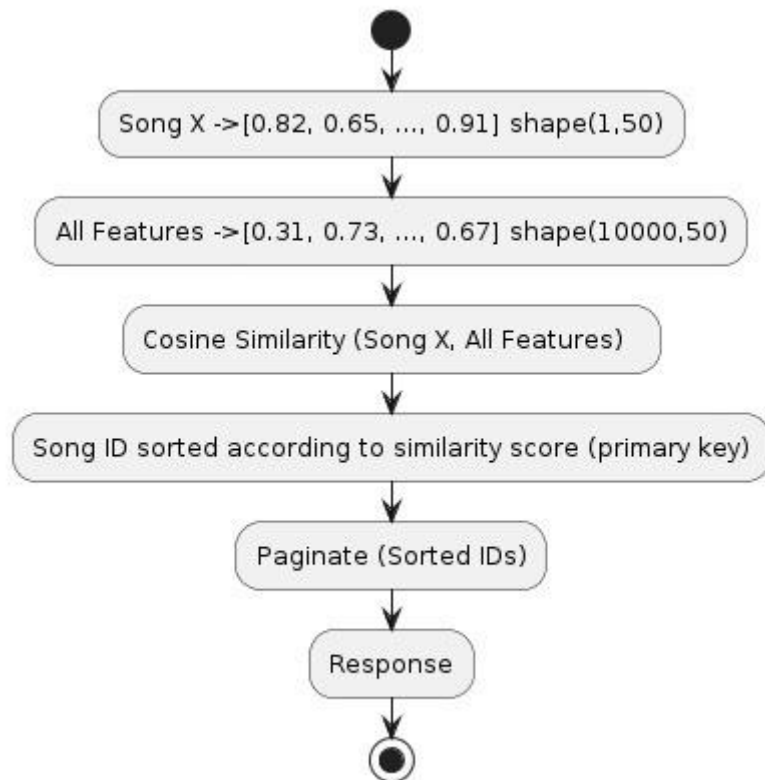 Song X ->[0.82, 0.65, ..., 0.91] shape(1,50)
All Features ->[0.31, 0.73, ..., 0.67] shape(10000,50)
Cosine Similarity (Song X, All Features)
Song ID sorted according to similarity score (primary key)
Paginate (Sorted IDs)
Response